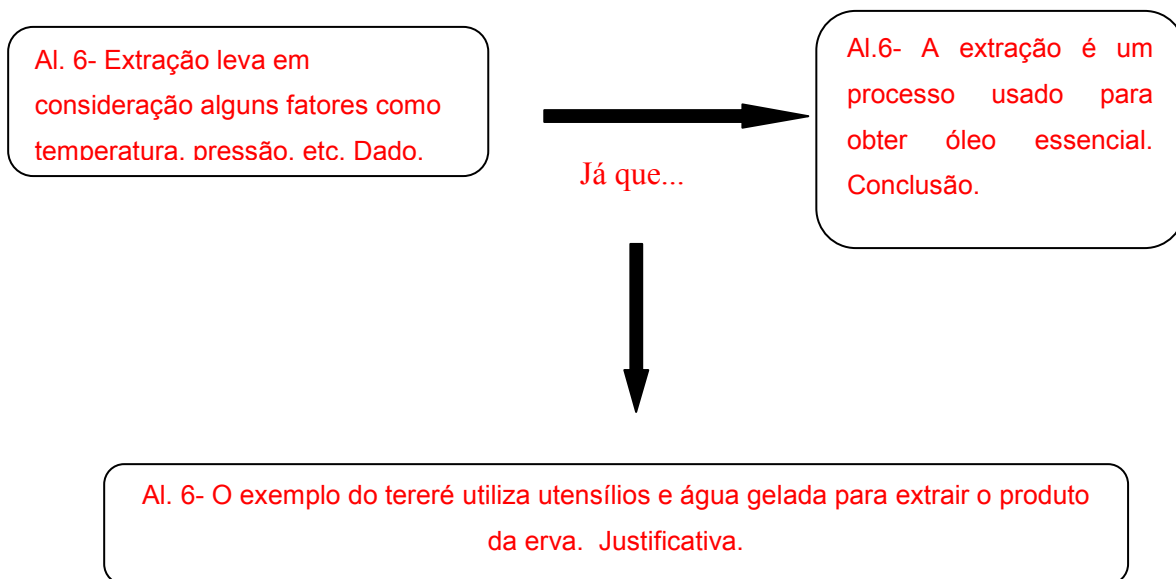 Al. 6- Extração leva em
consideração alguns fatores como
temperatura, pressão, etc. Dado.
Já que...
Al.6- A extração é um
processo usado para
obter óleo essencial.
Conclusão.
Al. 6- O exemplo do tereré utiliza utensílios e água gelada para extrair o produto
da erva. Justificativa.